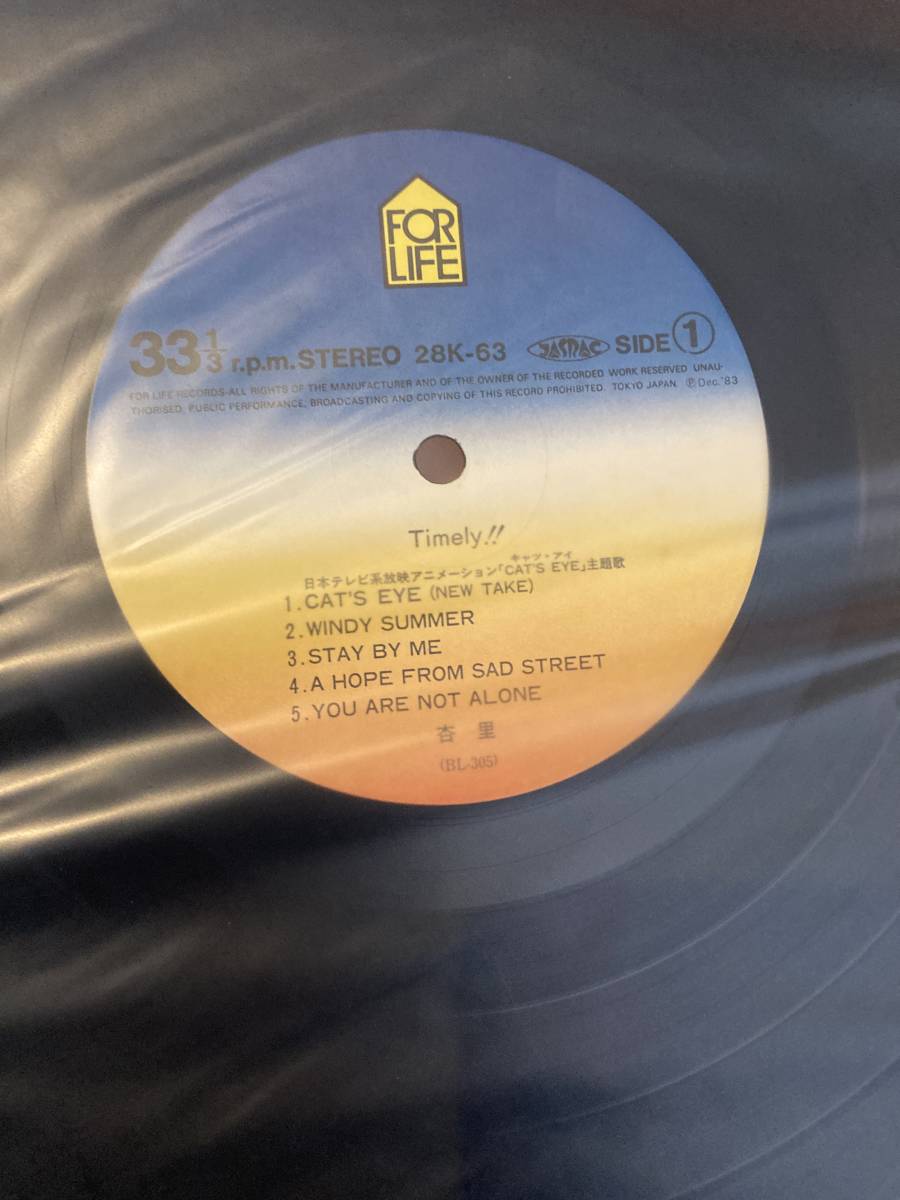 FOR
LIFE
33 1/3 r.p.m. STEREO 28K-63 JASRAC SIDE 1
FOR LIFE RECORDS-ALL RIGHTS OF THE MANUFACTURER AND OF THE OWNER OF THE RECORDED WORK RESERVED UNAU-
THORISED, PUBLIC PERFORMANCE, BROADCASTING AND COPYING OF THIS RECORD PROHIBITED. TOKYO JAPAN. ℗Dec.'83
Timely!!
キャッツ・アイ
日本テレビ系放映アニメーション「CAT'S EYE」主題歌
1. CAT'S EYE (NEW TAKE)
2. WINDY SUMMER
3. STAY BY ME
4. A HOPE FROM SAD STREET
5. YOU ARE NOT ALONE
杏 里
(BL-305)